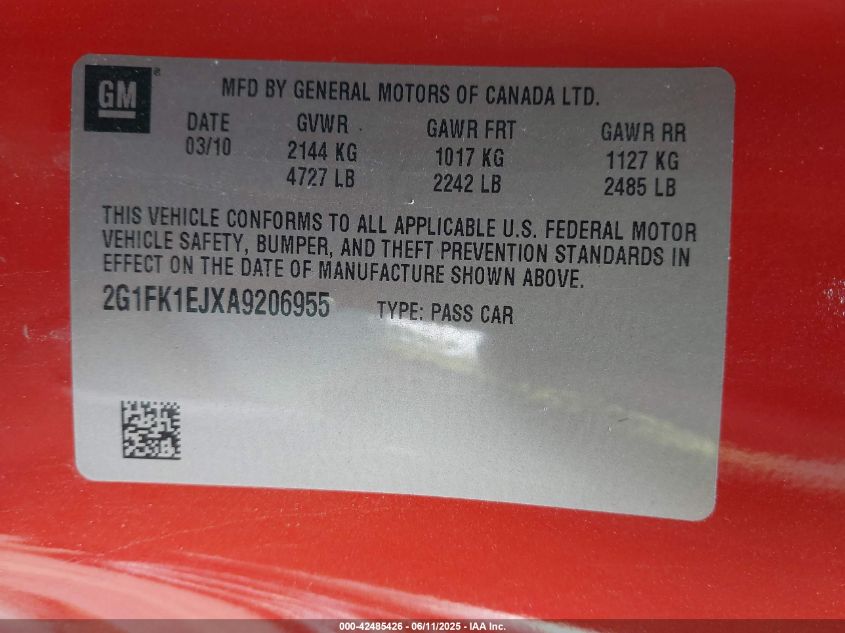 GM®
MFD BY GENERAL MOTORS OF CANADA LTD.
DATE GVWR GAWR FRT GAWR RR
03/10 2144 KG 1017 KG 1127 KG
4727 LB 2242 LB 2485 LB
THIS VEHICLE CONFORMS TO ALL APPLICABLE U.S. FEDERAL MOTOR
VEHICLE SAFETY, BUMPER, AND THEFT PREVENTION STANDARDS IN
EFFECT ON THE DATE OF MANUFACTURE SHOWN ABOVE.
2G1FK1EJXA9206955 TYPE: PASS CAR
000-42485426 - 06/11/2025 - IAA Inc.